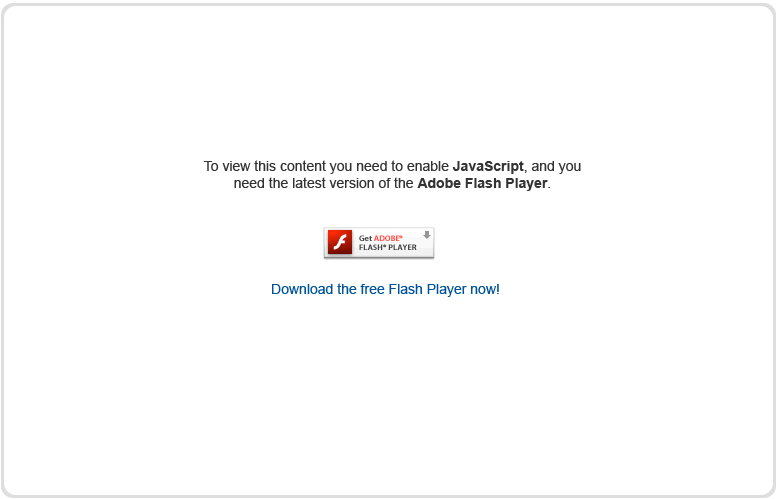 To view this content you need to enable JavaScript, and you
need the latest version of the Adobe Flash Player.
Get ADOBE®
FLASH® PLAYER
Download the free Flash Player now!